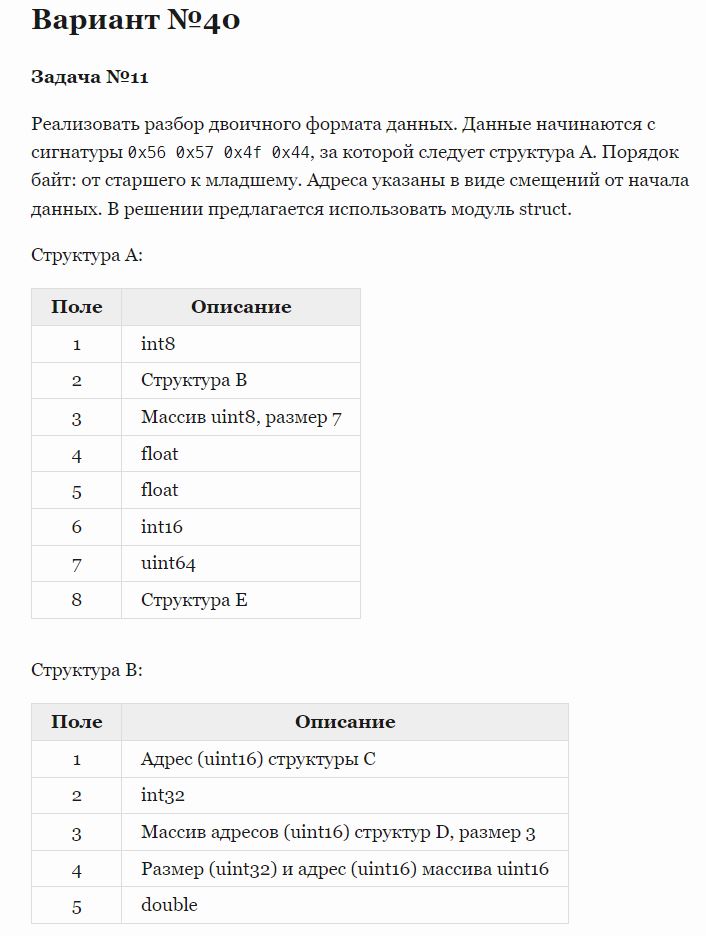 Вариант №40
Задача №11
Реализовать разбор двоичного формата данных. Данные начинаются с
сигнатуры 0x56 0x57 0x4f 0x44, за которой следует структура A. Порядок
байт: от старшего к младшему. Адреса указаны в виде смещений от начала
данных. В решении предлагается использовать модуль struct.
Структура A:
Поле Описание
1 int8
2 Структура B
3 Массив uint8, размер 7
4 float
5 float
6 int16
7 uint64
8 Структура E
Структура B:
Поле Описание
1 Адрес (uint16) структуры C
2 int32
3 Массив адресов (uint16) структур D, размер 3
4 Размер (uint32) и адрес (uint16) массива uint16
5 double